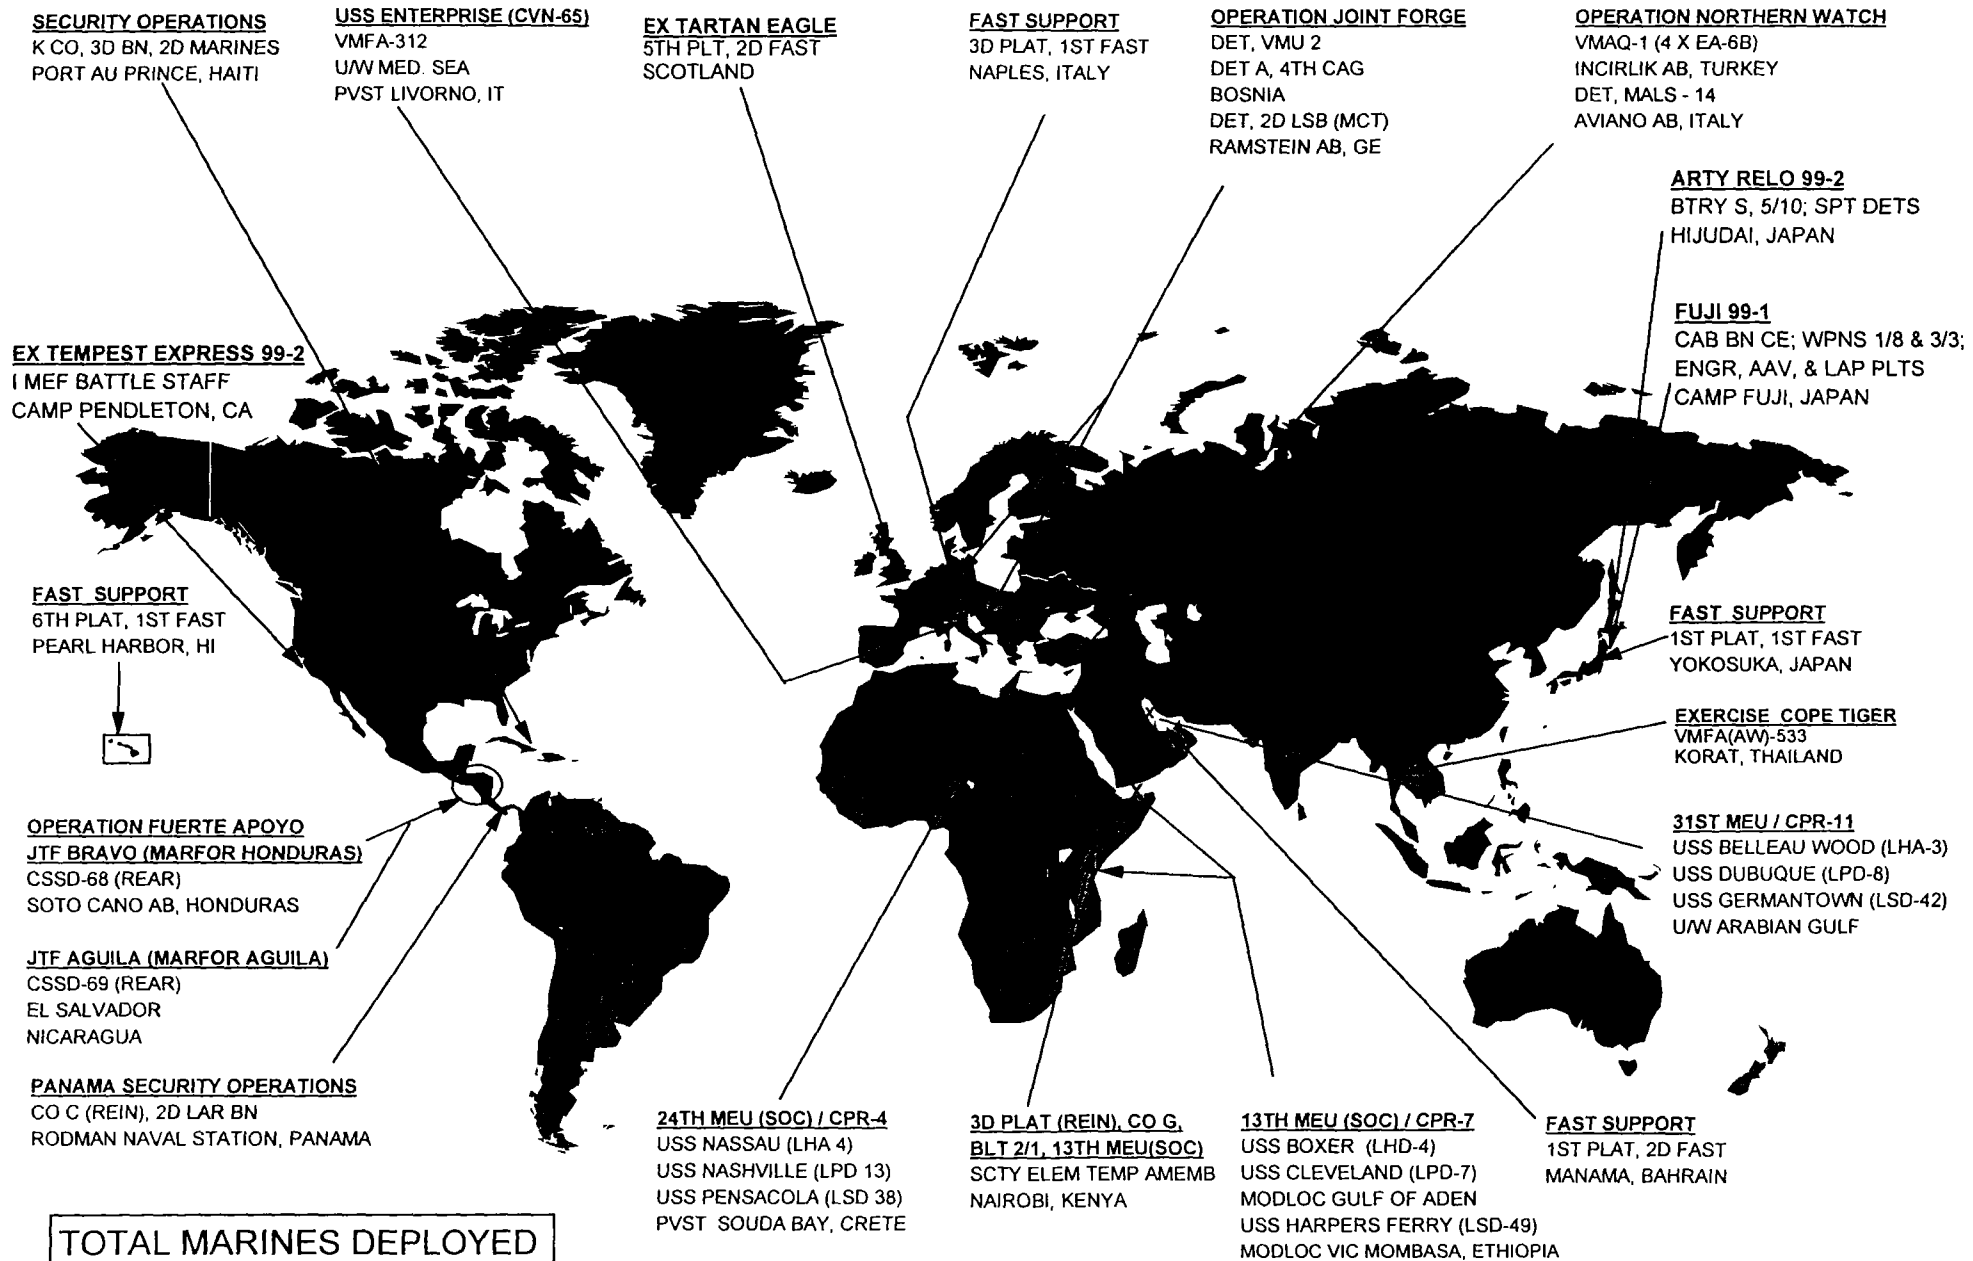 SECURITY OPERATIONS
K CO, 3D BN, 2D MARINES
PORT AU PRINCE, HAITI
USS ENTERPRISE (CVN-65)
VMFA-312
U/W MED. SEA
PVST LIVORNO, IT
EX TARTAN EAGLE
5TH PLT, 2D FAST
SCOTLAND
FAST SUPPORT
3D PLAT, 1ST FAST
NAPLES, ITALY
OPERATION JOINT FORGE
DET, VMU 2
DET A, 4TH CAG
BOSNIA
DET, 2D LSB (MCT)
RAMSTEIN AB, GE
OPERATION NORTHERN WATCH
VMAQ-1 (4 X EA-6B)
INCIRLIK AB, TURKEY
DET, MALS - 14
AVIANO AB, ITALY
ARTY RELO 99-2
BTRY S, 5/10; SPT DETS
HIJUDAI, JAPAN
FUJI 99-1
CAB BN CE; WPNS 1/8 & 3/3;
ENGR, AAV, & LAP PLTS
CAMP FUJI, JAPAN
EX TEMPEST EXPRESS 99-2
I MEF BATTLE STAFF
CAMP PENDLETON, CA
FAST SUPPORT
6TH PLAT, 1ST FAST
PEARL HARBOR, HI
FAST SUPPORT
1ST PLAT, 1ST FAST
YOKOSUKA, JAPAN
EXERCISE COPE TIGER
VMFA(AW)-533
KORAT, THAILAND
OPERATION FUERTE APOYO
JTF BRAVO (MARFOR HONDURAS)
CSSD-68 (REAR)
SOTO CANO AB, HONDURAS
31ST MEU / CPR-11
USS BELLEAU WOOD (LHA-3)
USS DUBUQUE (LPD-8)
USS GERMANTOWN (LSD-42)
U/W ARABIAN GULF
JTF AGUILA (MARFOR AGUILA)
CSSD-69 (REAR)
EL SALVADOR
NICARAGUA
PANAMA SECURITY OPERATIONS
CO C (REIN), 2D LAR BN
RODMAN NAVAL STATION, PANAMA
24TH MEU (SOC) / CPR-4
USS NASSAU (LHA 4)
USS NASHVILLE (LPD 13)
USS PENSACOLA (LSD 38)
PVST SOUDA BAY, CRETE
3D PLAT (REIN), CO G,
BLT 2/1, 13TH MEU(SOC)
SCTY ELEM TEMP AMEMB
NAIROBI, KENYA
13TH MEU (SOC) / CPR-7
USS BOXER (LHD-4)
USS CLEVELAND (LPD-7)
MODLOC GULF OF ADEN
USS HARPERS FERRY (LSD-49)
MODLOC VIC MOMBASA, ETHIOPIA
FAST SUPPORT
1ST PLAT, 2D FAST
MANAMA, BAHRAIN
TOTAL MARINES DEPLOYED